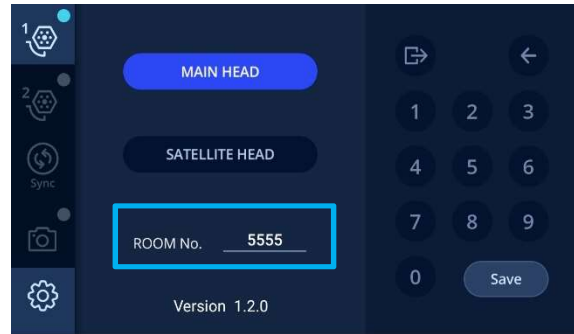 1
2
Sync
MAIN HEAD
SATELLITE HEAD
ROOM No. 5555
Version 1.2.0
1 2 3
4 5 6
7 8 9
0 Save